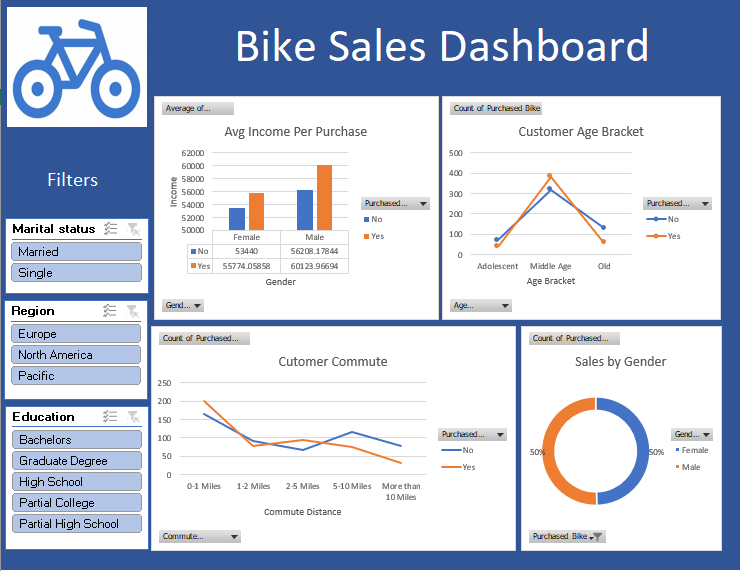 Bike Sales Dashboard
Filters
Marital status
Married
Single
Region
Europe
North America
Pacific
Education
Bachelors
Graduate Degree
High School
Partial College
Partial High School
Average of...
Avg Income Per Purchase
62000
60000
58000
56000
54000
52000
50000
Income
Female Male
No 53440 56208.17844
Yes 55774.05858 60123.96694
Gender
Purchased...
No
Yes
Gend...
Count of Purchased Bike
Customer Age Bracket
500
400
300
200
100
0
Adolescent Middle Age Old
Age Bracket
Purchased...
No
Yes
Age...
Count of Purchased...
Cutomer Commute
250
200
150
100
50
0
0-1 Miles 1-2 Miles 2-5 Miles 5-10 Miles More than
10 Miles
Commute Distance
Purchased...
No
Yes
Commute...
Count of Purchased...
Sales by Gender
50% 50%
Gend...
Female
Male
Purchased Bike